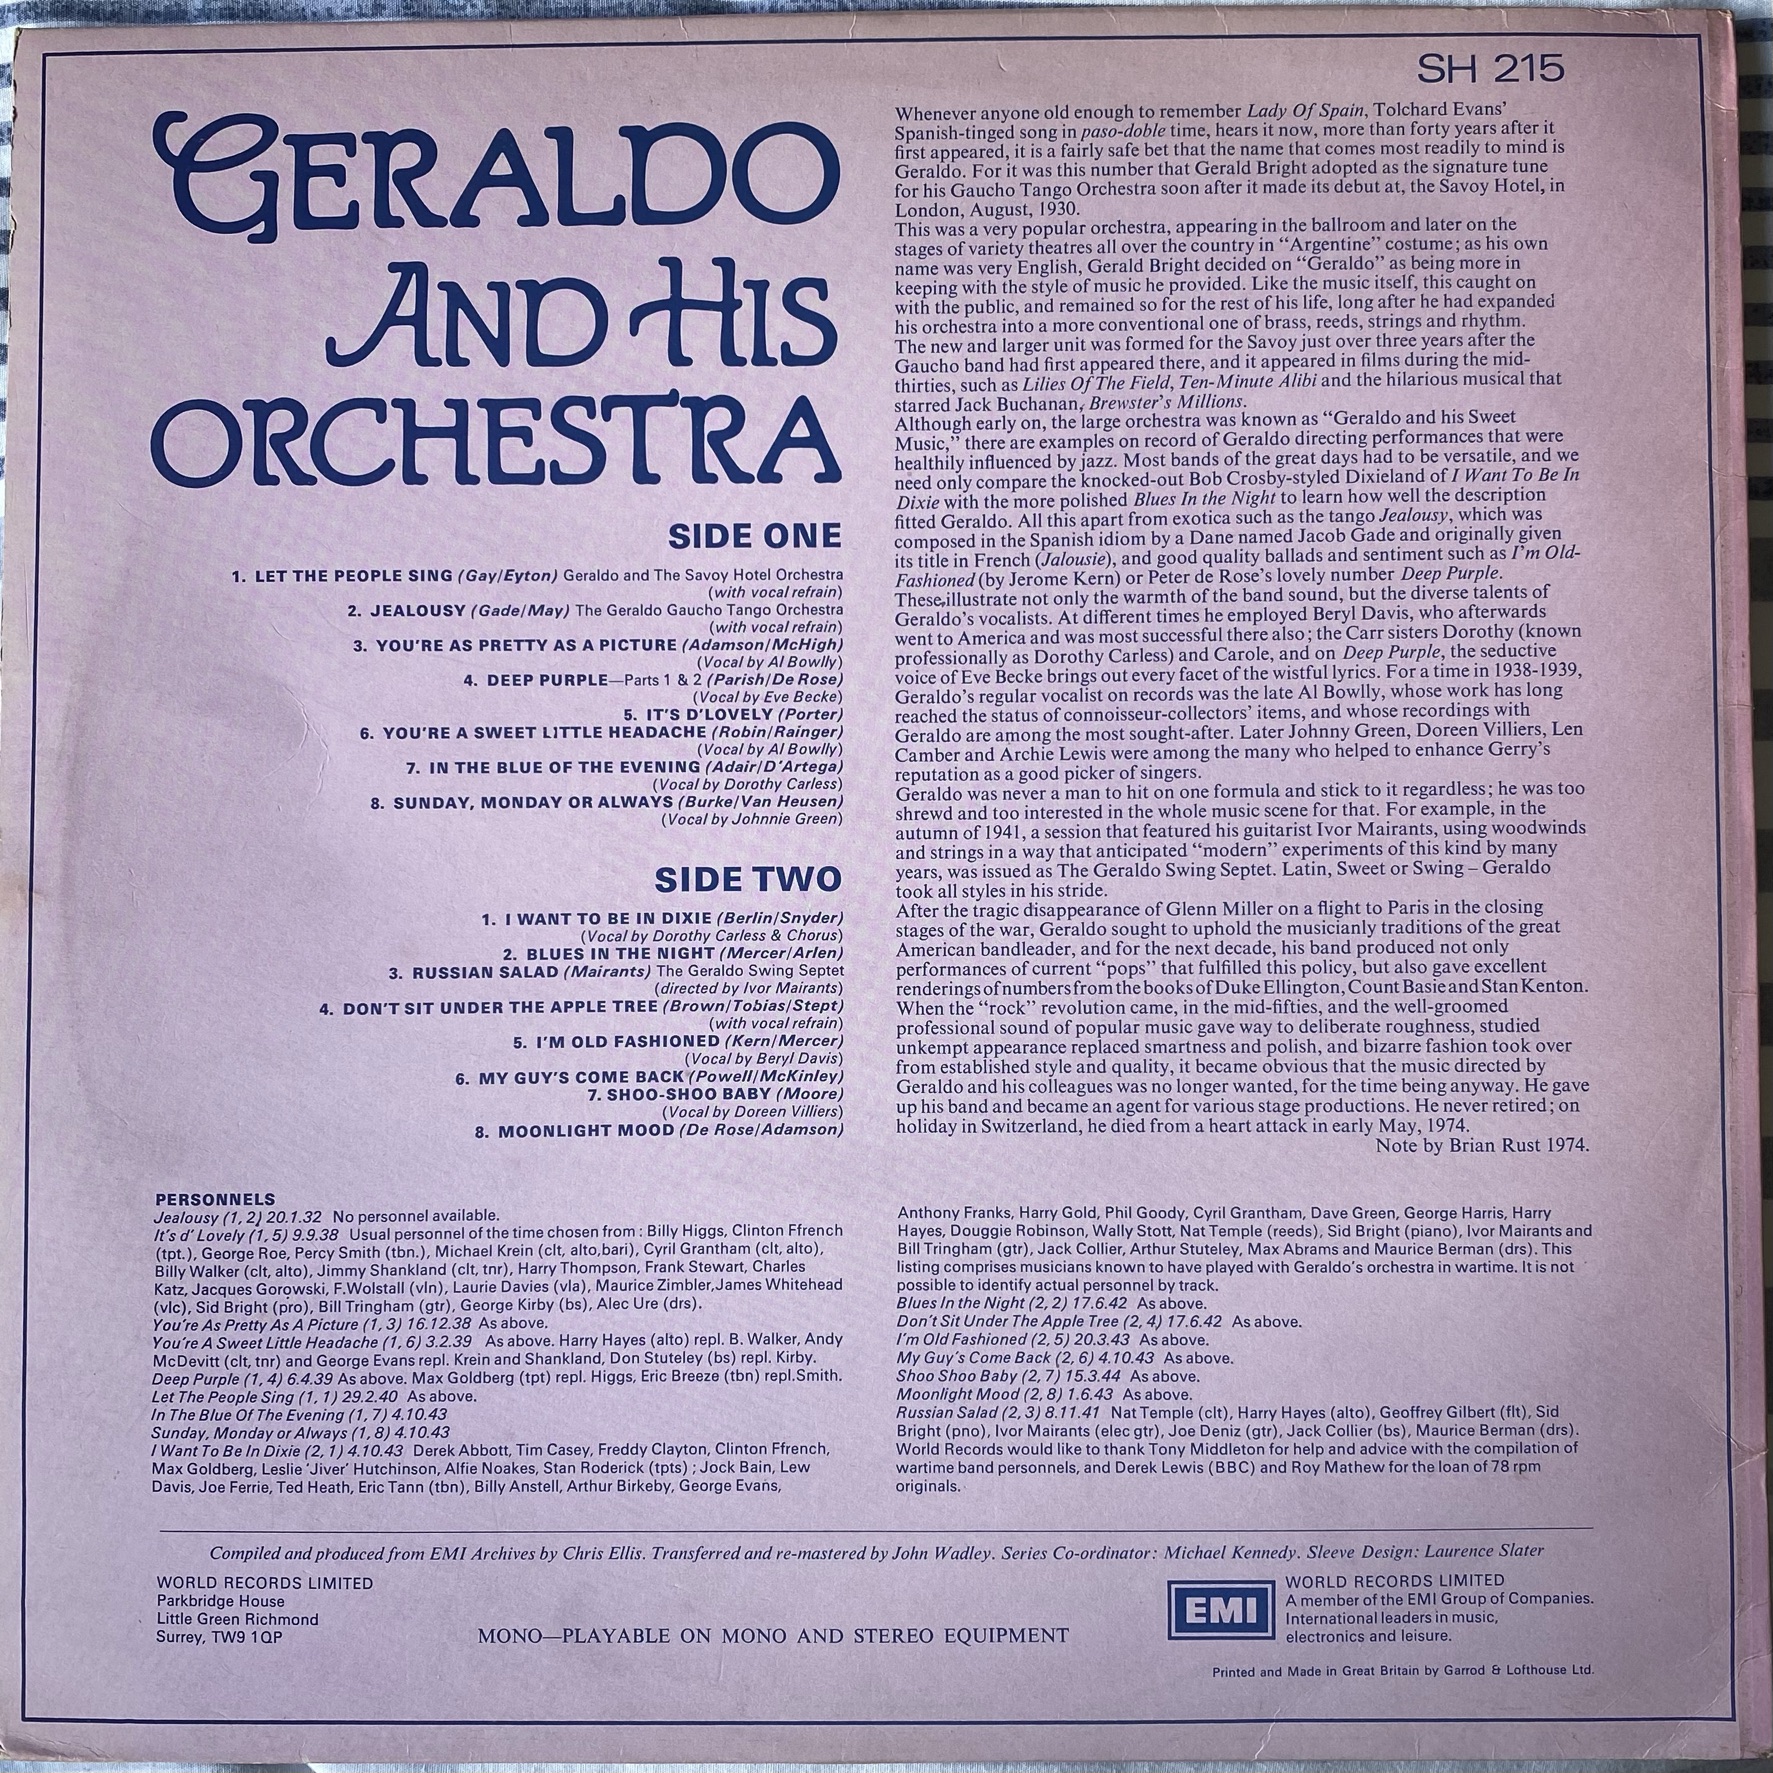 SH 215
GERALDO
AND HIS
ORCHESTRA
SIDE ONE
1. LET THE PEOPLE SING (Gay/Eyton) Geraldo and The Savoy Hotel Orchestra
(with vocal refrain)
2. JEALOUSY (Gade/May) The Geraldo Gaucho Tango Orchestra
(with vocal refrain)
3. YOU'RE AS PRETTY AS A PICTURE (Adamson/McHigh)
(Vocal by Al Bowlly)
4. DEEP PURPLE—Parts 1 & 2 (Parish/De Rose)
(Vocal by Eve Becke)
5. IT'S D'LOVELY (Porter)
6. YOU'RE A SWEET LITTLE HEADACHE (Robin/Rainger)
(Vocal by Al Bowlly)
7. IN THE BLUE OF THE EVENING (Adair/D'Artega)
(Vocal by Dorothy Carless)
8. SUNDAY, MONDAY OR ALWAYS (Burke/Van Heusen)
(Vocal by Johnnie Green)
SIDE TWO
1. I WANT TO BE IN DIXIE (Berlin/Snyder)
(Vocal by Dorothy Carless & Chorus)
2. BLUES IN THE NIGHT (Mercer/Arlen)
3. RUSSIAN SALAD (Mairants) The Geraldo Swing Septet
(directed by Ivor Mairants)
4. DON'T SIT UNDER THE APPLE TREE (Brown/Tobias/Stept)
(with vocal refrain)
5. I'M OLD FASHIONED (Kern/Mercer)
(Vocal by Beryl Davis)
6. MY GUY'S COME BACK (Powell/McKinley)
7. SHOO-SHOO BABY (Moore)
(Vocal by Doreen Villiers)
8. MOONLIGHT MOOD (De Rose/Adamson)
Whenever anyone old enough to remember Lady Of Spain, Tolchard Evans'
Spanish-tinged song in paso-doble time, hears it now, more than forty years after it
first appeared, it is a fairly safe bet that the name that comes most readily to mind is
Geraldo. For it was this number that Gerald Bright adopted as the signature tune
for his Gaucho Tango Orchestra soon after it made its debut at, the Savoy Hotel, in
London, August, 1930.
This was a very popular orchestra, appearing in the ballroom and later on the
stages of variety theatres all over the country in "Argentine" costume; as his own
name was very English, Gerald Bright decided on "Geraldo" as being more in
keeping with the style of music he provided. Like the music itself, this caught on
with the public, and remained so for the rest of his life, long after he had expanded
his orchestra into a more conventional one of brass, reeds, strings and rhythm.
The new and larger unit was formed for the Savoy just over three years after the
Gaucho band had first appeared there, and it appeared in films during the mid-
thirties, such as Lilies Of The Field, Ten-Minute Alibi and the hilarious musical that
starred Jack Buchanan, Brewster's Millions.
Although early on, the large orchestra was known as "Geraldo and his Sweet
Music," there are examples on record of Geraldo directing performances that were
healthily influenced by jazz. Most bands of the great days had to be versatile, and we
need only compare the knocked-out Bob Crosby-styled Dixieland of I Want To Be In
Dixie with the more polished Blues In the Night to learn how well the description
fitted Geraldo. All this apart from exotica such as the tango Jealousy, which was
composed in the Spanish idiom by a Dane named Jacob Gade and originally given
its title in French (Jalousie), and good quality ballads and sentiment such as I'm Old-
Fashioned (by Jerome Kern) or Peter de Rose's lovely number Deep Purple.
These illustrate not only the warmth of the band sound, but the diverse talents of
Geraldo's vocalists. At different times he employed Beryl Davis, who afterwards
went to America and was most successful there also; the Carr sisters Dorothy (known
professionally as Dorothy Carless) and Carole, and on Deep Purple, the seductive
voice of Eve Becke brings out every facet of the wistful lyrics. For a time in 1938-1939,
Geraldo's regular vocalist on records was the late Al Bowlly, whose work has long
reached the status of connoisseur-collectors' items, and whose recordings with
Geraldo are among the most sought-after. Later Johnny Green, Doreen Villiers, Len
Camber and Archie Lewis were among the many who helped to enhance Gerry's
reputation as a good picker of singers.
Geraldo was never a man to hit on one formula and stick to it regardless; he was too
shrewd and too interested in the whole music scene for that. For example, in the
autumn of 1941, a session that featured his guitarist Ivor Mairants, using woodwinds
and strings in a way that anticipated "modern" experiments of this kind by many
years, was issued as The Geraldo Swing Septet. Latin, Sweet or Swing – Geraldo
took all styles in his stride.
After the tragic disappearance of Glenn Miller on a flight to Paris in the closing
stages of the war, Geraldo sought to uphold the musicianly traditions of the great
American bandleader, and for the next decade, his band produced not only
performances of current "pops" that fulfilled this policy, but also gave excellent
renderings of numbers from the books of Duke Ellington, Count Basie and Stan Kenton.
When the "rock" revolution came, in the mid-fifties, and the well-groomed
professional sound of popular music gave way to deliberate roughness, studied
unkempt appearance replaced smartness and polish, and bizarre fashion took over
from established style and quality, it became obvious that the music directed by
Geraldo and his colleagues was no longer wanted, for the time being anyway. He gave
up his band and became an agent for various stage productions. He never retired; on
holiday in Switzerland, he died from a heart attack in early May, 1974.
Note by Brian Rust 1974.
PERSONNELS
Jealousy (1, 2) 20.1.32 No personnel available.
It's d' Lovely (1, 5) 9.9.38 Usual personnel of the time chosen from : Billy Higgs, Clinton Ffrench
(tpt.), George Roe, Percy Smith (tbn.), Michael Krein (clt, alto,bari), Cyril Grantham (clt, alto),
Billy Walker (clt, alto), Jimmy Shankland (clt, tnr), Harry Thompson, Frank Stewart, Charles
Katz, Jacques Gorowski, F.Wolstall (vln), Laurie Davies (vla), Maurice Zimbler,James Whitehead
(vlc), Sid Bright (pro), Bill Tringham (gtr), George Kirby (bs), Alec Ure (drs).
You're As Pretty As A Picture (1, 3) 16.12.38 As above.
You're A Sweet Little Headache (1, 6) 3.2.39 As above. Harry Hayes (alto) repl. B. Walker, Andy
McDevitt (clt, tnr) and George Evans repl. Krein and Shankland, Don Stuteley (bs) repl. Kirby.
Deep Purple (1, 4) 6.4.39 As above. Max Goldberg (tpt) repl. Higgs, Eric Breeze (tbn) repl.Smith.
Let The People Sing (1, 1) 29.2.40 As above.
In The Blue Of The Evening (1, 7) 4.10.43
Sunday, Monday or Always (1, 8) 4.10.43
I Want To Be In Dixie (2, 1) 4.10.43 Derek Abbott, Tim Casey, Freddy Clayton, Clinton Ffrench,
Max Goldberg, Leslie 'Jiver' Hutchinson, Alfie Noakes, Stan Roderick (tpts) ; Jock Bain, Lew
Davis, Joe Ferrie, Ted Heath, Eric Tann (tbn), Billy Anstell, Arthur Birkeby, George Evans,
Anthony Franks, Harry Gold, Phil Goody, Cyril Grantham, Dave Green, George Harris, Harry
Hayes, Douggie Robinson, Wally Stott, Nat Temple (reeds), Sid Bright (piano), Ivor Mairants and
Bill Tringham (gtr), Jack Collier, Arthur Stuteley, Max Abrams and Maurice Berman (drs). This
listing comprises musicians known to have played with Geraldo's orchestra in wartime. It is not
possible to identify actual personnel by track.
Blues In the Night (2, 2) 17.6.42 As above.
Don't Sit Under The Apple Tree (2, 4) 17.6.42 As above.
I'm Old Fashioned (2, 5) 20.3.43 As above.
My Guy's Come Back (2, 6) 4.10.43 As above.
Shoo Shoo Baby (2, 7) 15.3.44 As above.
Moonlight Mood (2, 8) 1.6.43 As above.
Russian Salad (2, 3) 8.11.41 Nat Temple (clt), Harry Hayes (alto), Geoffrey Gilbert (flt), Sid
Bright (pno), Ivor Mairants (elec gtr), Joe Deniz (gtr), Jack Collier (bs), Maurice Berman (drs).
World Records would like to thank Tony Middleton for help and advice with the compilation of
wartime band personnels, and Derek Lewis (BBC) and Roy Mathew for the loan of 78 rpm
originals.
Compiled and produced from EMI Archives by Chris Ellis. Transferred and re-mastered by John Wadley. Series Co-ordinator: Michael Kennedy. Sleeve Design: Laurence Slater
WORLD RECORDS LIMITED
Parkbridge House
Little Green Richmond
Surrey, TW9 1QP
MONO—PLAYABLE ON MONO AND STEREO EQUIPMENT
EMI
WORLD RECORDS LIMITED
A member of the EMI Group of Companies.
International leaders in music,
electronics and leisure.
Printed and Made in Great Britain by Garrod & Lofthouse Ltd.